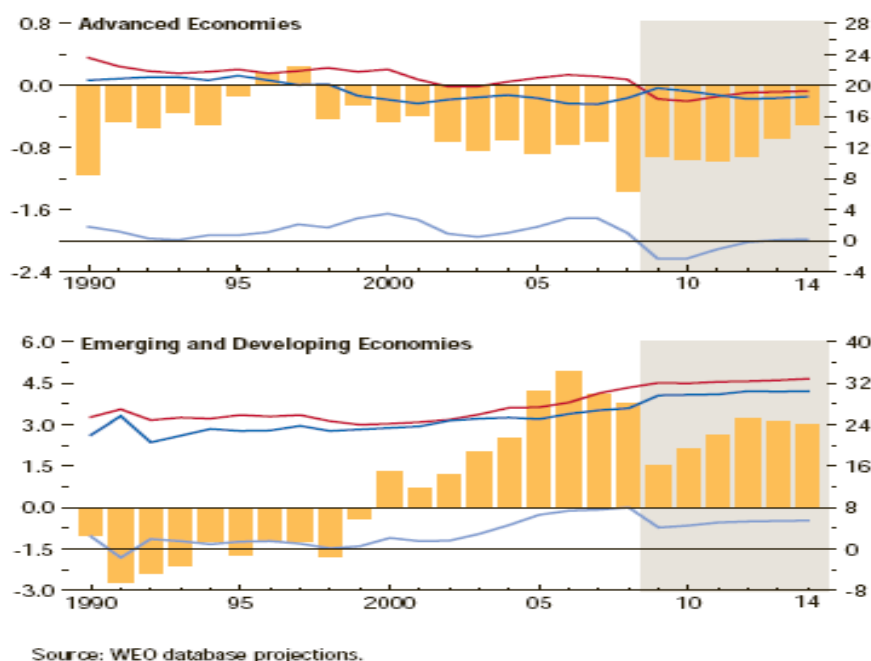 0.8 Advanced Economies 28
24
0.0 20
16
-0.8 12
8
-1.6 4
0
-2.4 -4
1990 95 2000 05 10 14
6.0 Emerging and Developing Economies 40
4.5 32
3.0 24
1.5 16
0.0 8
-1.5 0
-3.0 -8
1990 95 2000 05 10 14
Source: WEO database projections.